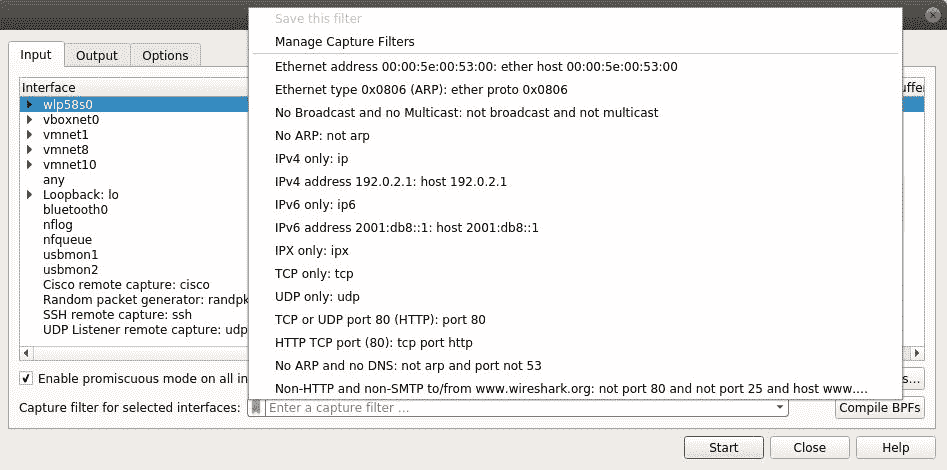 Save this filter
Manage Capture Filters
Input Output Options
Ethernet address 00:00:5e:00:53:00: ether host 00:00:5e:00:53:00
Interface
Ethernet type 0x0806 (ARP): ether proto 0x0806
wlp58s0
vboxnet0
No Broadcast and no Multicast: not broadcast and not multicast
vmnet1
No ARP: not arp
vmnet8
IPv4 only: ip
vmnet10
any
IPv4 address 192.0.2.1: host 192.0.2.1
Loopback: lo
IPv6 only: ip6
bluetooth0
nflog
IPv6 address 2001:db8::1: host 2001:db8::1
nfqueue
IPX only: ipx
usbmon1
usbmon2
TCP only: tcp
Cisco remote capture: cisco
UDP only: udp
Random packet generator: randpk
SSH remote capture: ssh
TCP or UDP port 80 (HTTP): port 80
UDP Listener remote capture: udp
HTTP TCP port (80): tcp port http
No ARP and no DNS: not arp and port not 53
Enable promiscuous mode on all in s...
Non-HTTP and non-SMTP to/from www.wireshark.org: not port 80 and not port 25 and host www....
Capture filter for selected interfaces: Enter a capture filter ... Compile BPFs
Start Close Help